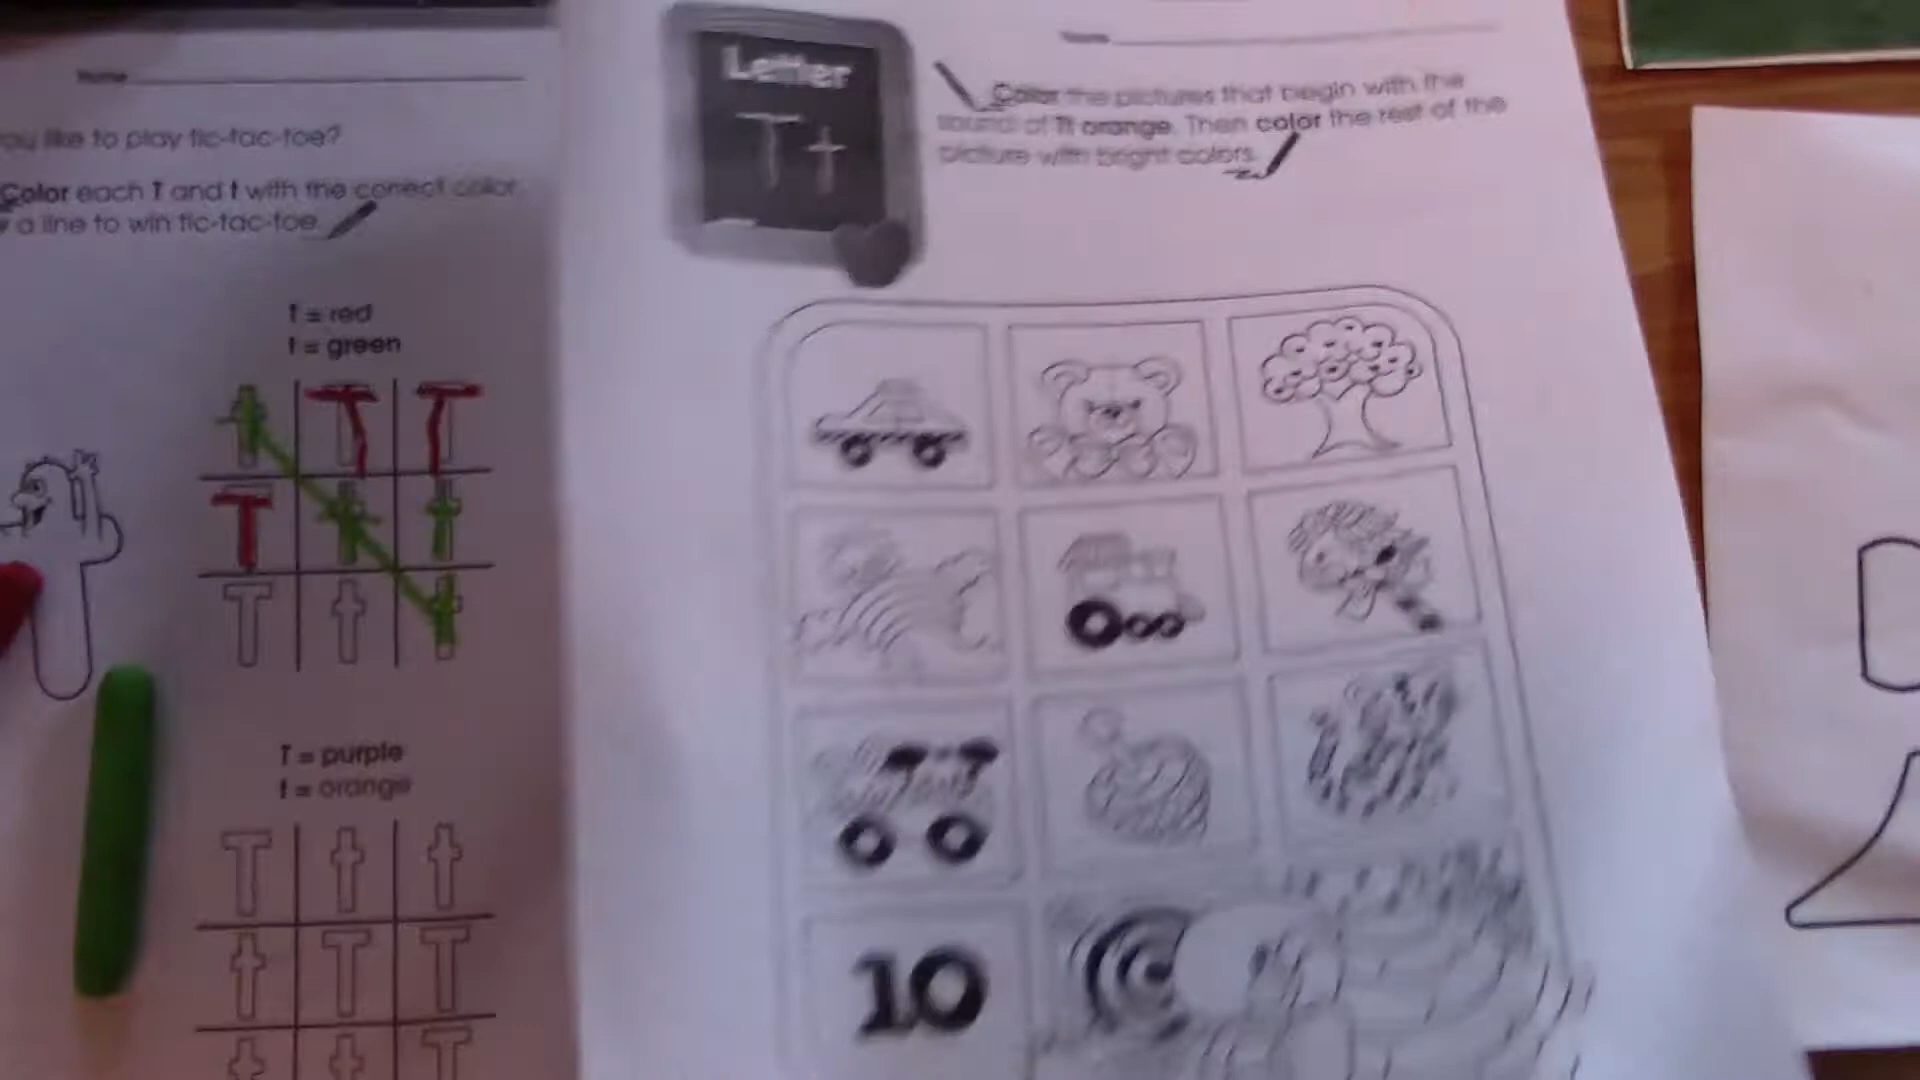 Name
you like to play tic-tac-toe?
Color each T and t with the correct color
a line to win tic-tac-toe.
T = red
t = green
t T T
T t t
T t t
T = purple
t = orange
T t t
t T T
t t T
Letter
T t
Name
Color the pictures that begin with the
sound of Tt orange. Then color the rest of the
picture with bright colors.
10